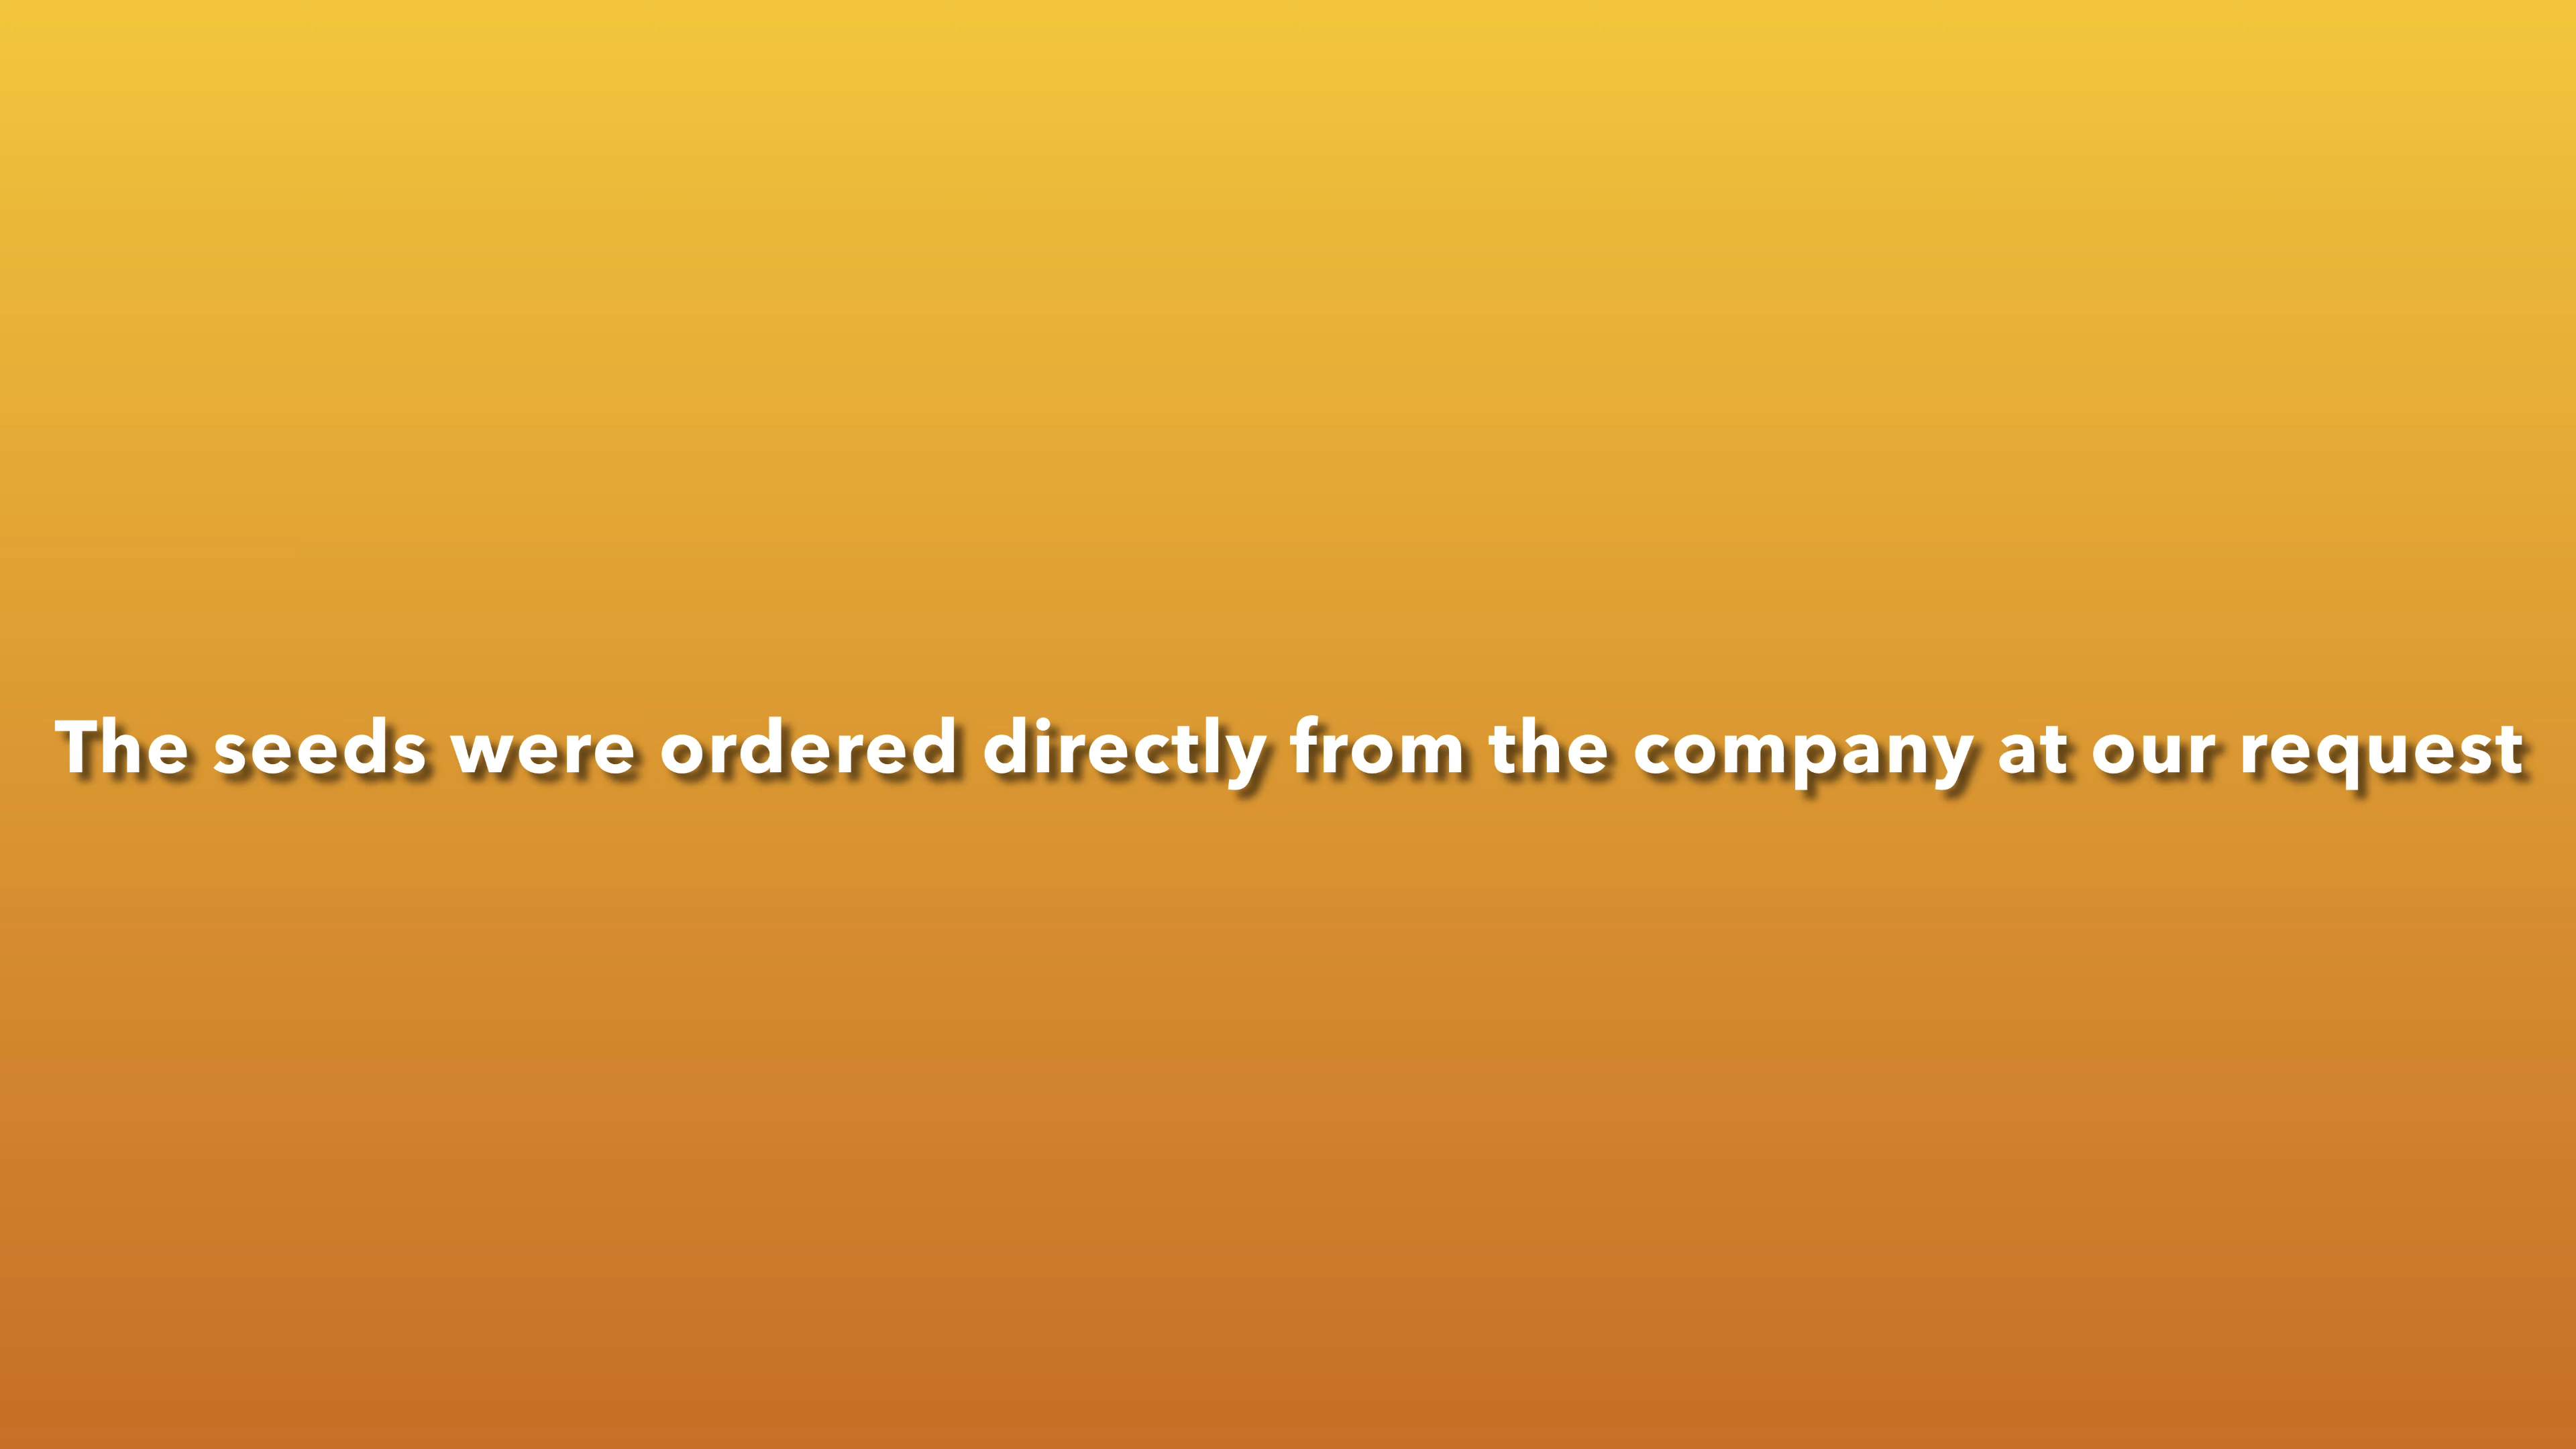 The seeds were ordered directly from the company at our request